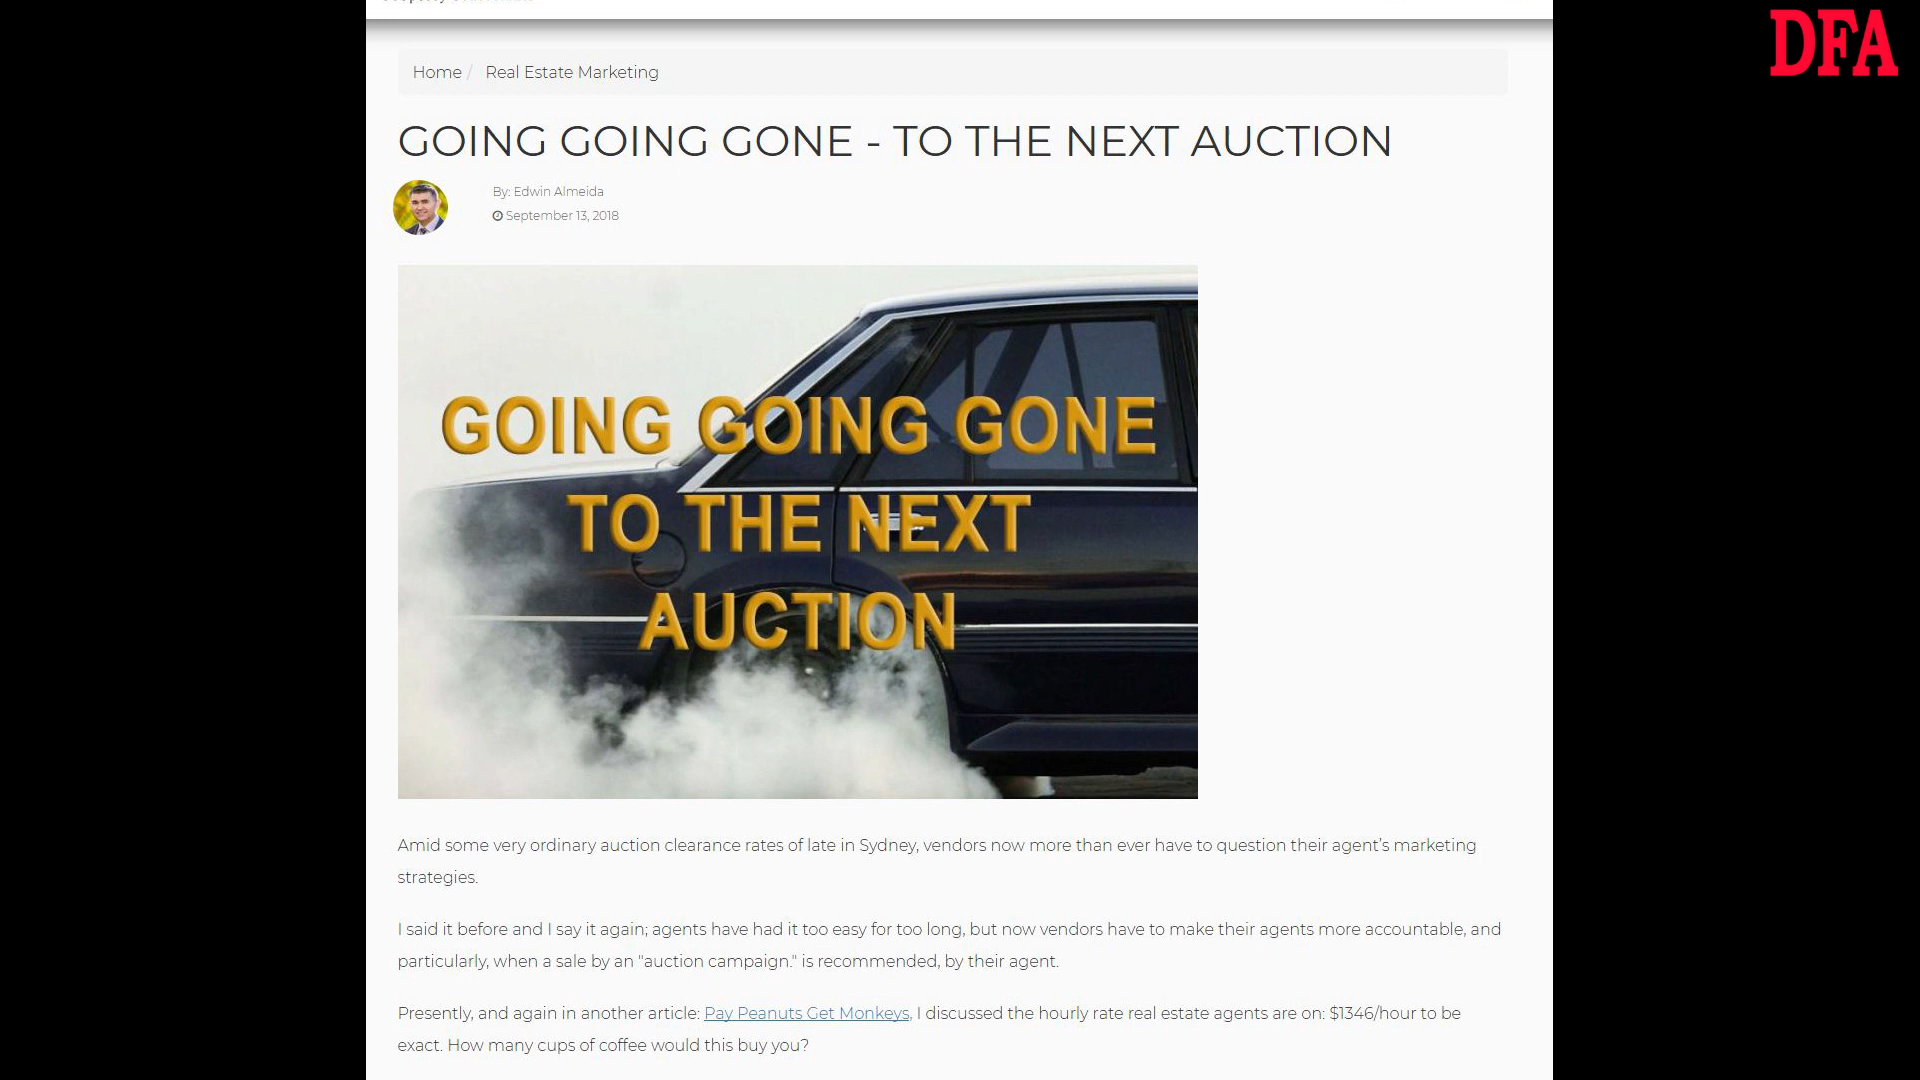 DFA
Home / Real Estate Marketing
GOING GOING GONE - TO THE NEXT AUCTION
By: Edwin Almeida
September 13, 2018
GOING GOING GONE
TO THE NEXT
AUCTION
Amid some very ordinary auction clearance rates of late in Sydney, vendors now more than ever have to question their agent’s marketing
strategies.
I said it before and I say it again; agents have had it too easy for too long, but now vendors have to make their agents more accountable, and
particularly, when a sale by an "auction campaign." is recommended, by their agent.
Presently, and again in another article: Pay Peanuts Get Monkeys, I discussed the hourly rate real estate agents are on: $1346/hour to be
exact. How many cups of coffee would this buy you?